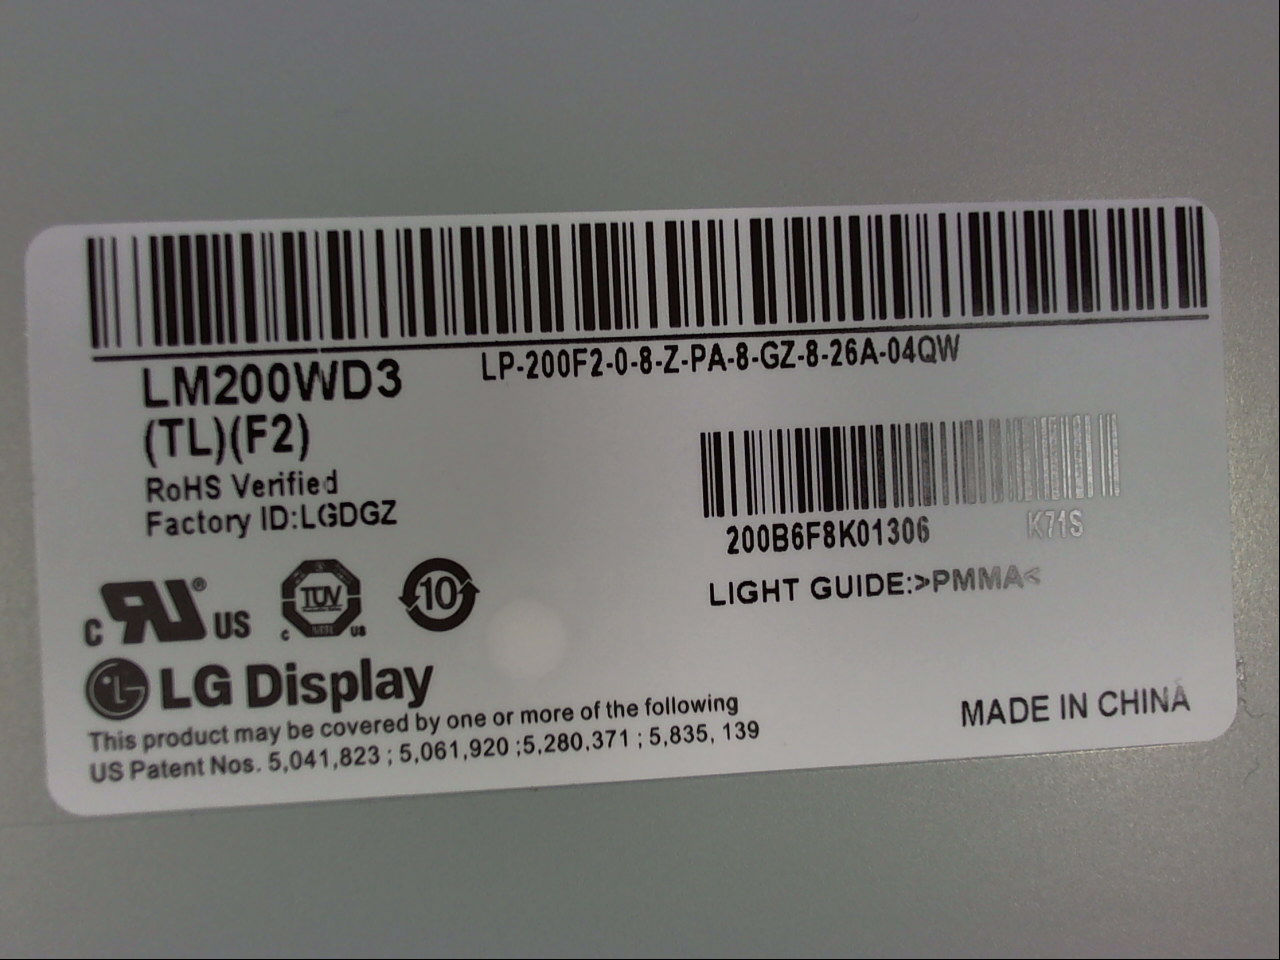 LM200WD3
(TL)(F2)
RoHS Verified
Factory ID:LGDGZ
LP-200F2-0-8-Z-PA-8-GZ-8-26A-04QW
200B6F8K01306 K71S
LIGHT GUIDE:>PMMA<
c RU ® US
TUV
c US
10
LG Display
This product may be covered by one or more of the following
US Patent Nos. 5,041,823 ; 5,061,920 ;5,280,371 ; 5,835, 139
MADE IN CHINA